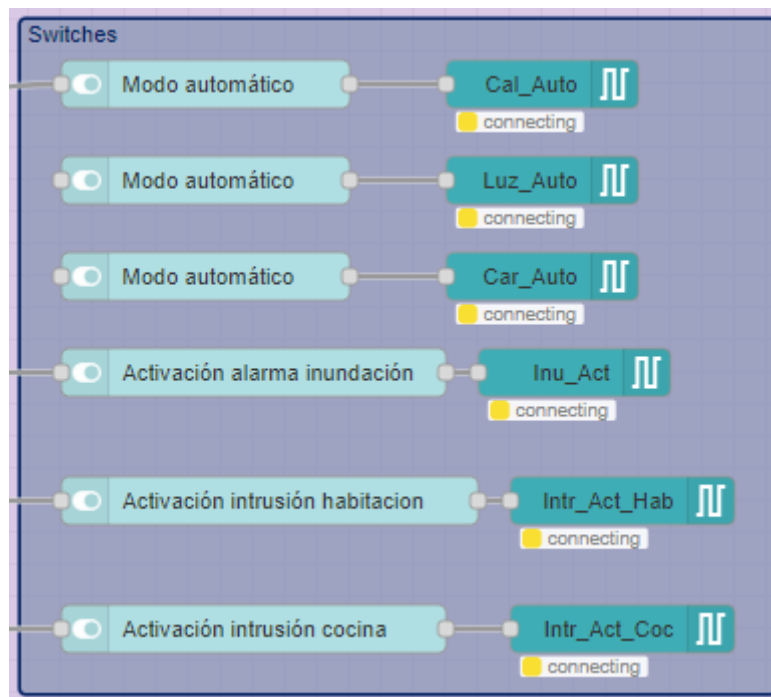 Switches
Modo automático Cal_Auto
connecting
Modo automático Luz_Auto
connecting
Modo automático Car_Auto
connecting
Activación alarma inundación Inu_Act
connecting
Activación intrusión habitacion Intr_Act_Hab
connecting
Activación intrusión cocina Intr_Act_Coc
connecting